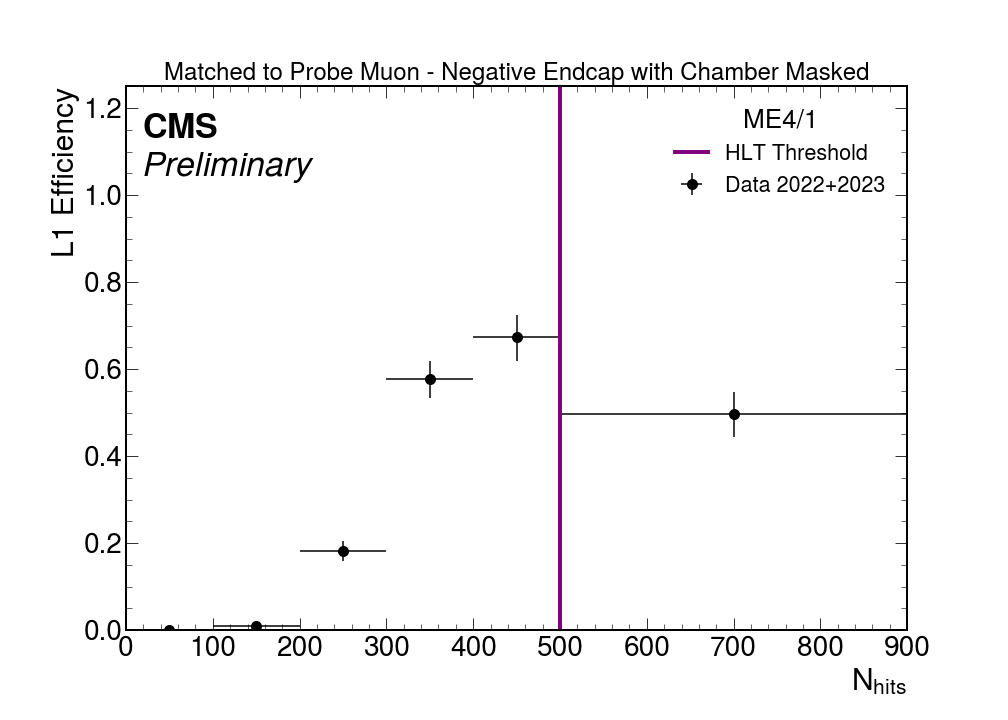 Matched to Probe Muon - Negative Endcap with Chamber Masked
CMS
Preliminary
ME4/1
HLT Threshold
Data 2022+2023
L1 Efficiency
1.2
1.0
0.8
0.6
0.4
0.2
0.0
0 100 200 300 400 500 600 700 800 900
Nhits